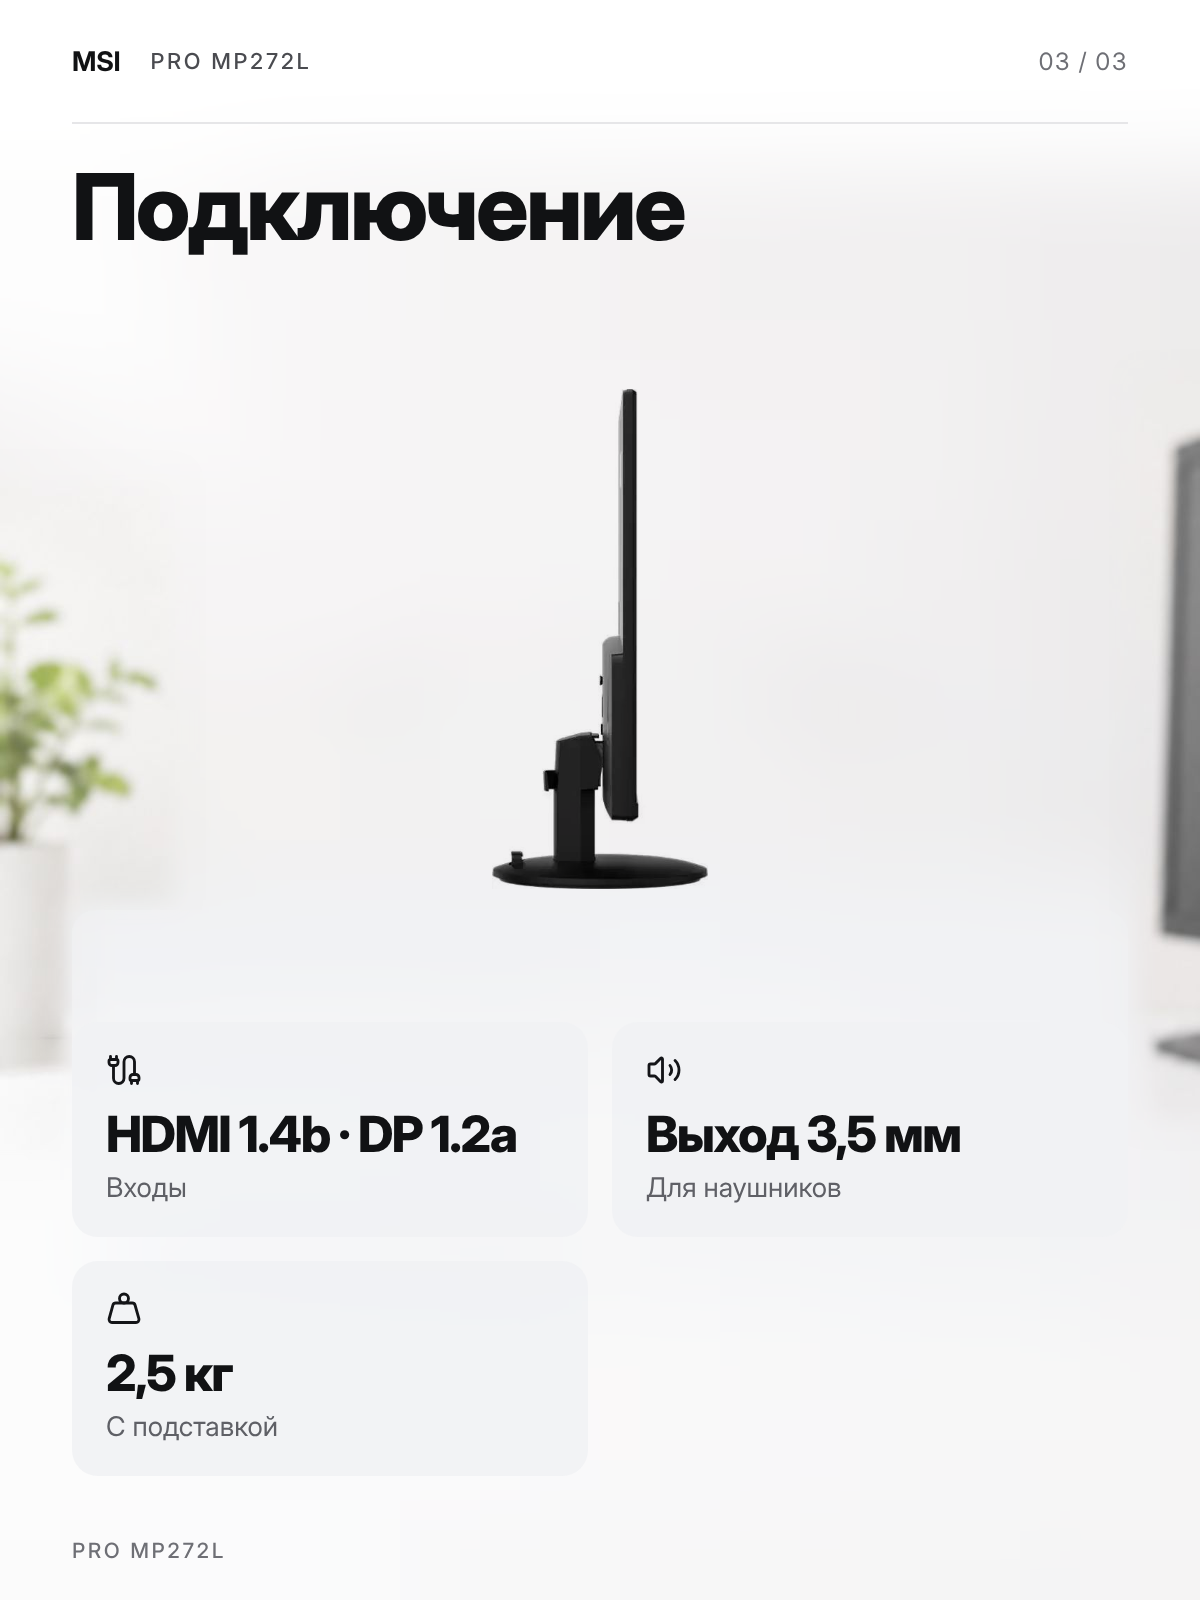 MSI PRO MP272L 03 / 03
Подключение
HDMI 1.4b · DP 1.2a
Входы
Выход 3,5 мм
Для наушников
2,5 кг
С подставкой
PRO MP272L